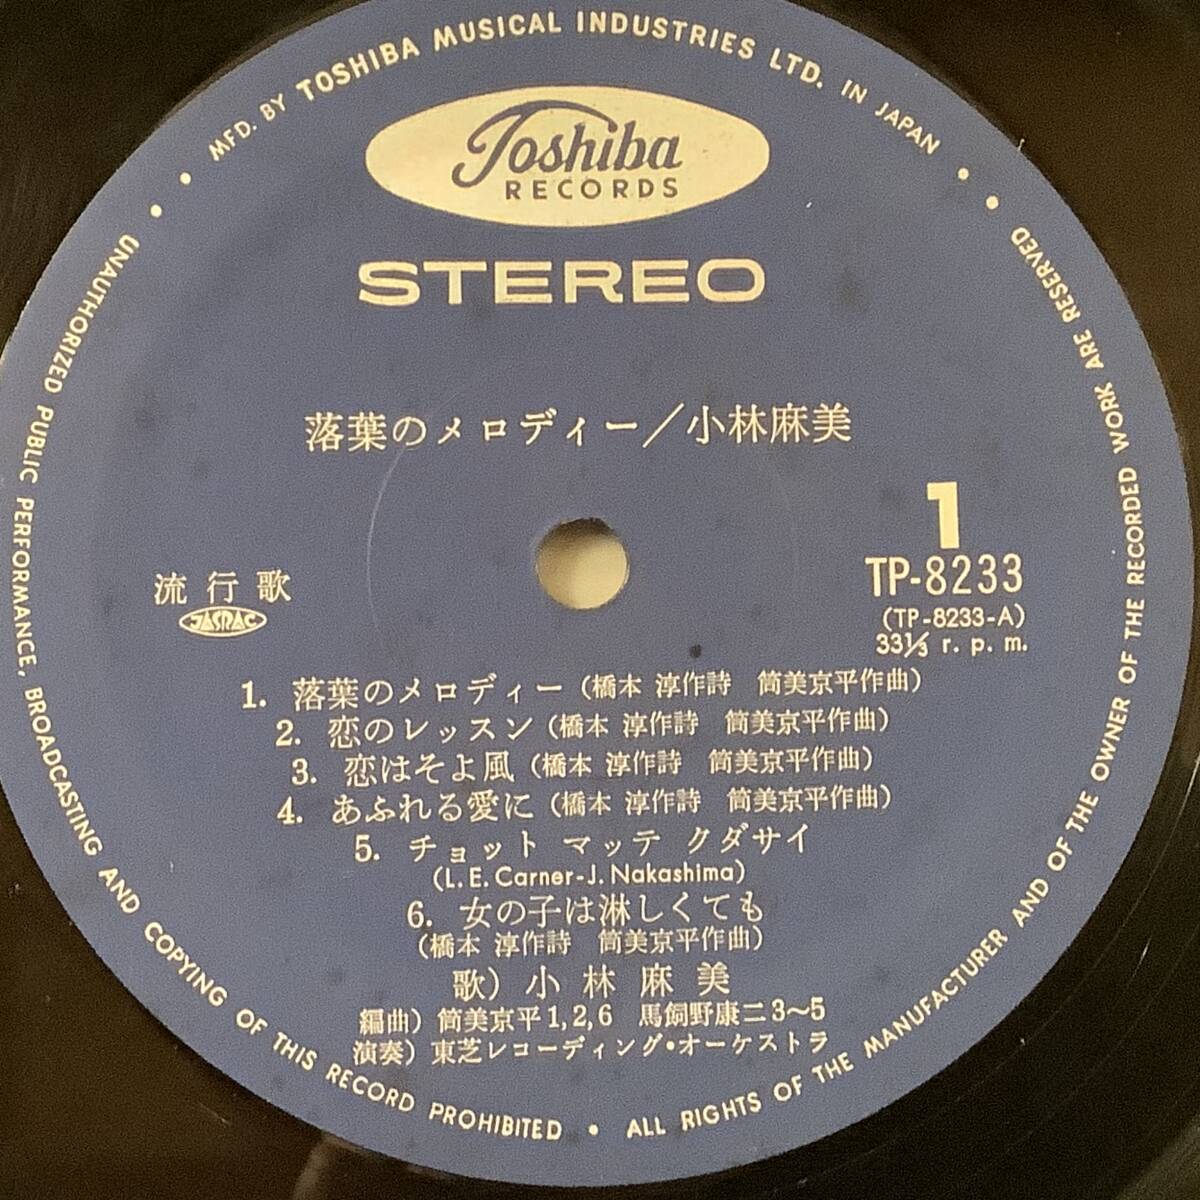 MFD. BY TOSHIBA MUSICAL INDUSTRIES LTD. IN JAPAN
Toshiba
RECORDS
STEREO
落葉のメロディー／小林麻美
1
TP-8233
(TP-8233-A)
33⅓ r. p. m.
流行歌
JASRAC
1. 落葉のメロディー（橋本 淳作詩　筒美京平作曲）
2. 恋のレッスン（橋本 淳作詩　筒美京平作曲）
3. 恋はそよ風（橋本 淳作詩　筒美京平作曲）
4. あふれる愛に（橋本 淳作詩　筒美京平作曲）
5. チョット マッテ クダサイ
(L. E. Carner-J. Nakashima)
6. 女の子は淋しくても
（橋本 淳作詩　筒美京平作曲）
歌）小林麻美
編曲）筒美京平1,2,6　馬飼野康二3〜5
演奏）東芝レコーディング・オーケストラ
UNAUTHORIZED PUBLIC PERFORMANCE, BROADCASTING AND COPYING OF THIS RECORD PROHIBITED • ALL RIGHTS OF THE MANUFACTURER AND OF THE OWNER OF THE RECORDED WORK ARE RESERVED